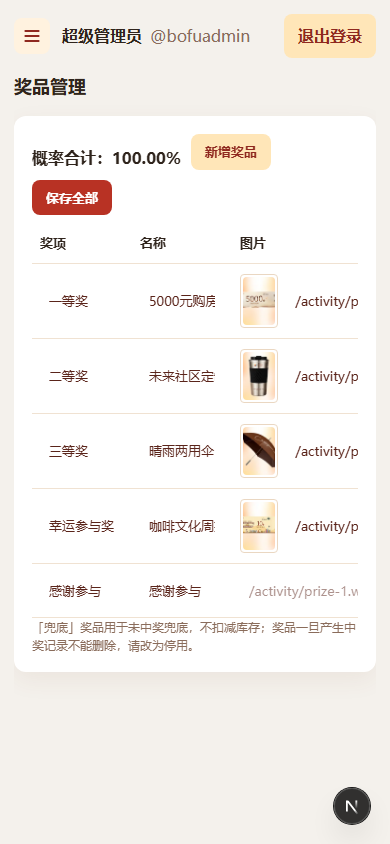 超级管理员 @bofuadmin 退出登录
奖品管理
概率合计：100.00% 新增奖品
保存全部
奖项 名称 图片
一等奖 5000元购房 /activity/p
二等奖 未来社区定 /activity/p
三等奖 晴雨两用伞 /activity/p
幸运参与奖 咖啡文化周 /activity/p
感谢参与 感谢参与 /activity/prize-1.w
「兜底」奖品用于未中奖兜底，不扣减库存；奖品一旦产生中
奖记录不能删除，请改为停用。
N